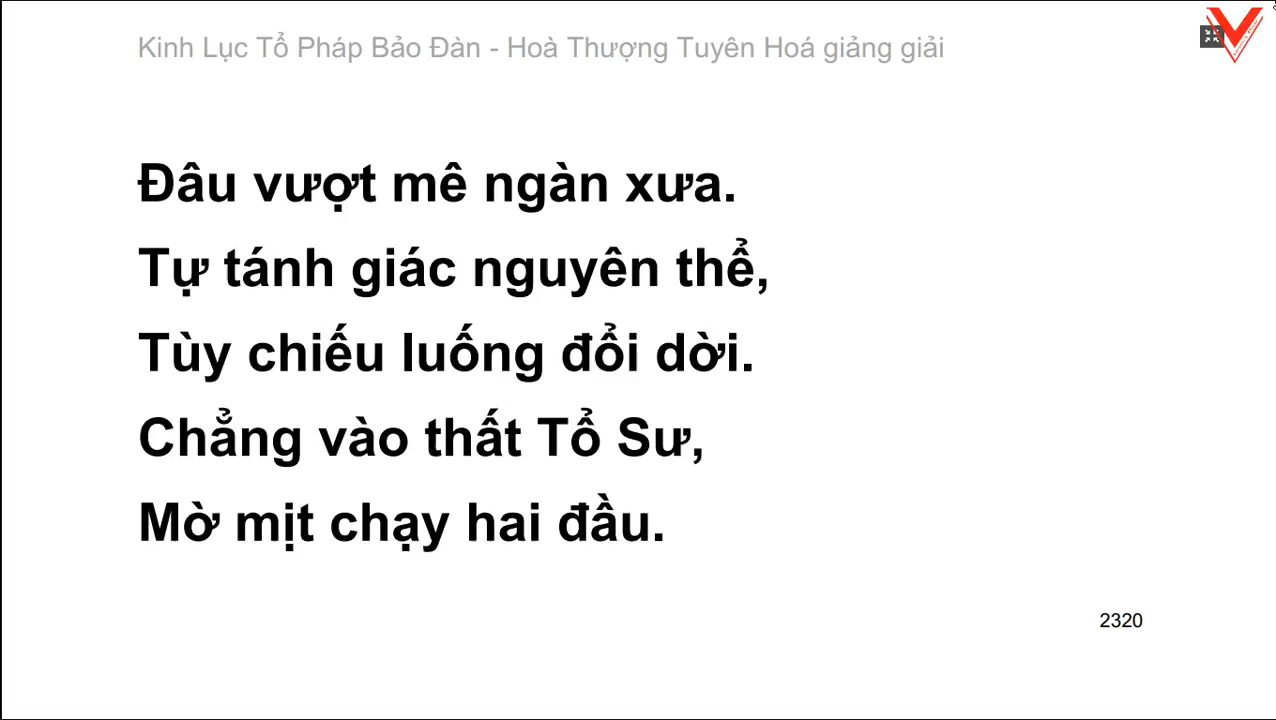 Kinh Lục Tổ Pháp Bảo Đàn - Hoà Thượng Tuyên Hoá giảng giải
Đâu vượt mê ngàn xưa.
Tự tánh giác nguyên thể,
Tùy chiếu luống đổi dời.
Chẳng vào thất Tổ Sư,
Mờ mịt chạy hai đầu.
2320